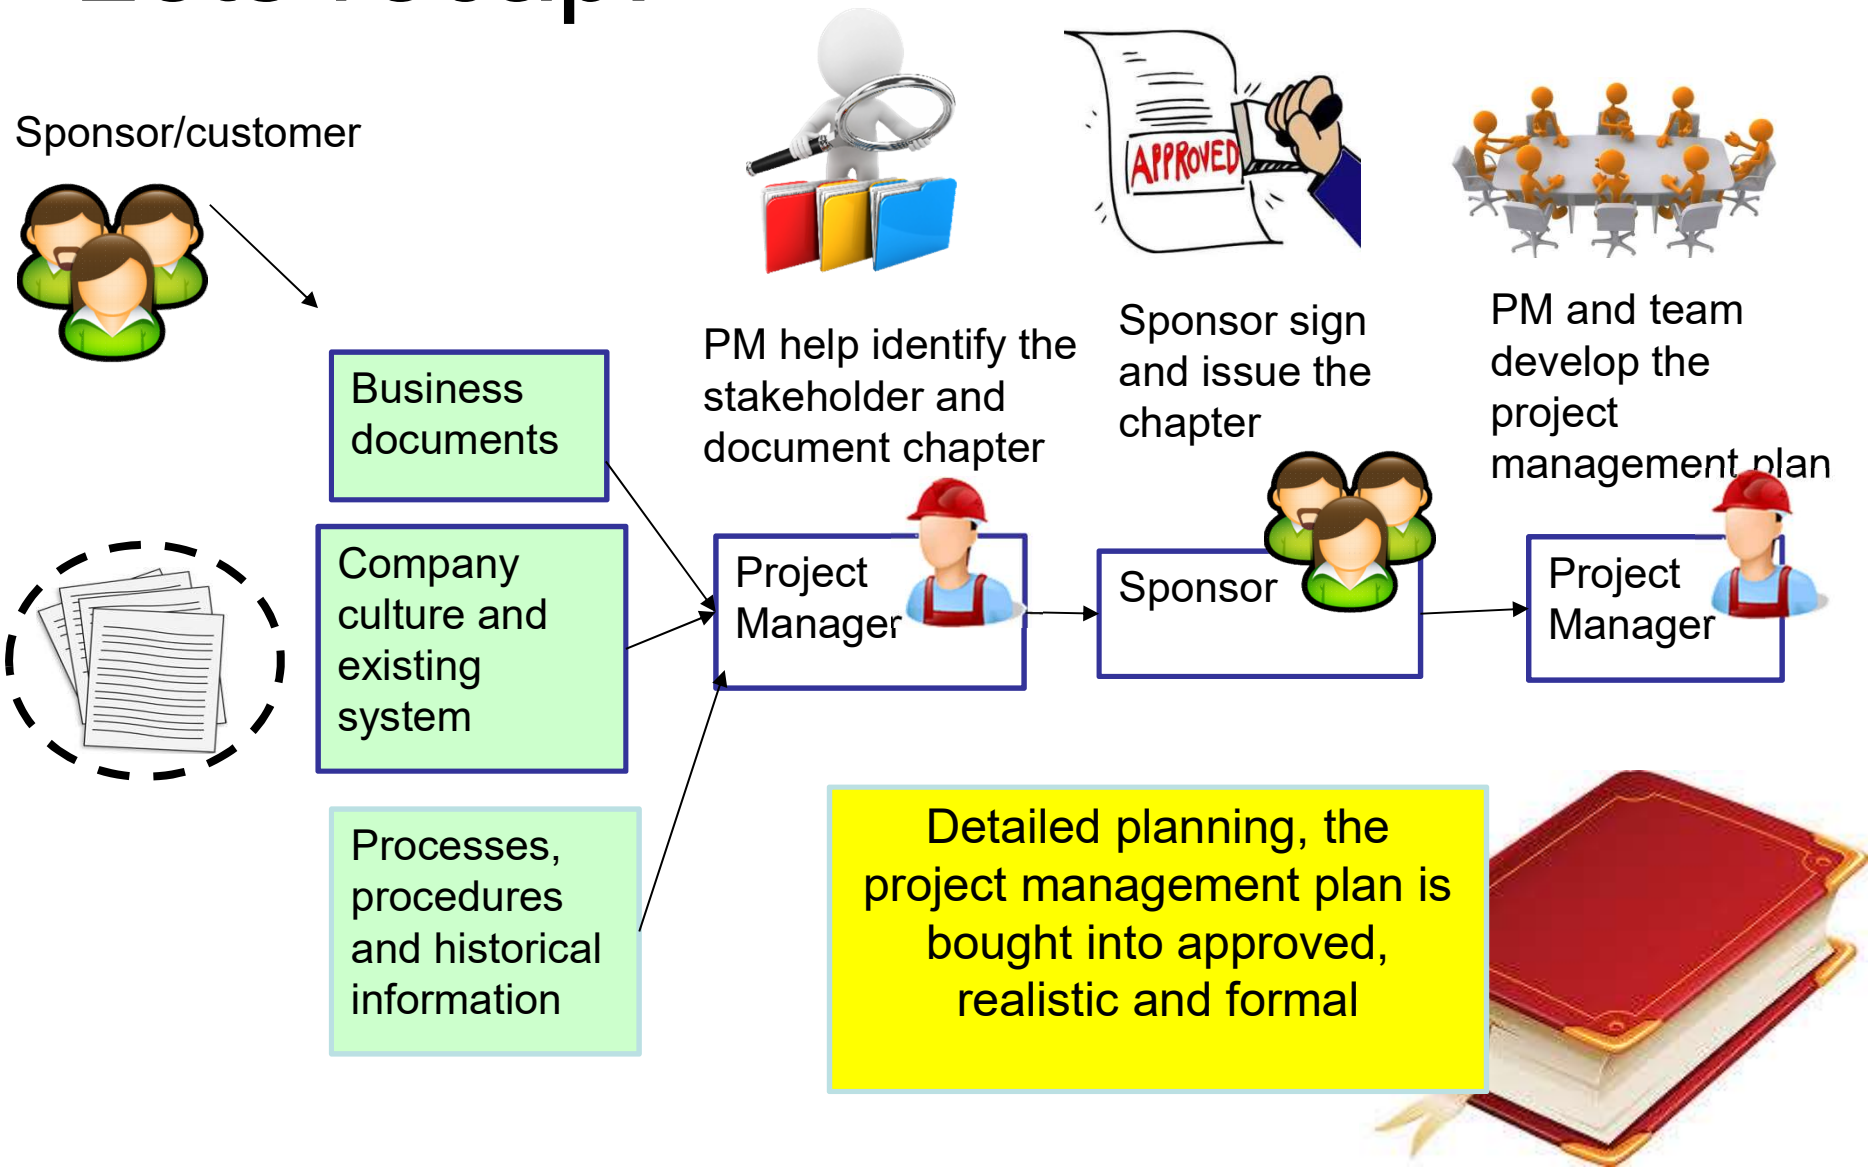 Lets recap:
Sponsor/customer
APPROVED
PM help identify the
stakeholder and
document chapter
Sponsor sign
and issue the
chapter
PM and team
develop the
project
management plan
Business
documents
Company
culture and
existing
system
Processes,
procedures
and historical
information
Project
Manager
Sponsor
Project
Manager
Detailed planning, the
project management plan is
bought into approved,
realistic and formal